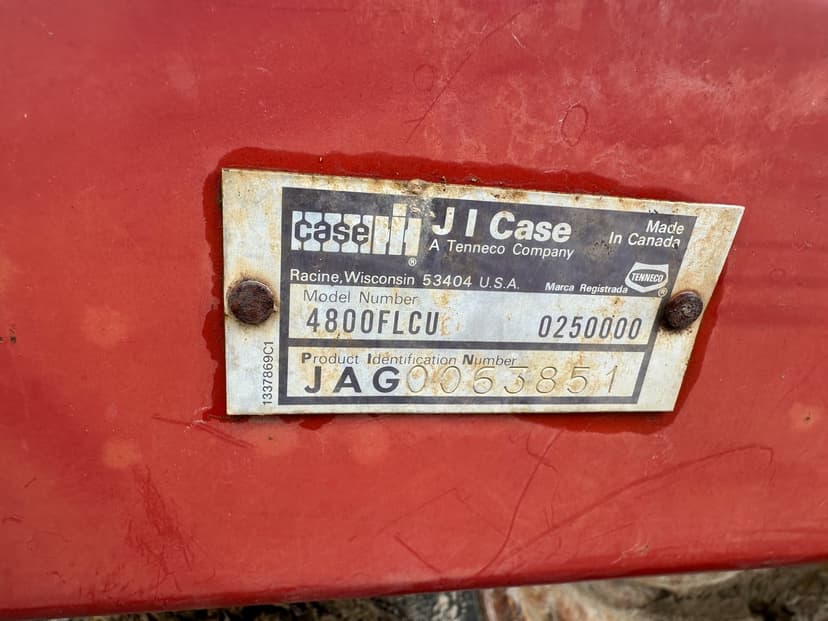 case IH ®
J I Case
A Tenneco Company
Made
In Canada
Racine, Wisconsin 53404 U.S.A.
Marca Registrada
TENNECO ®
Model Number
4800FLCU
0250000
Product Identification Number
JAG0063851
1337869C1